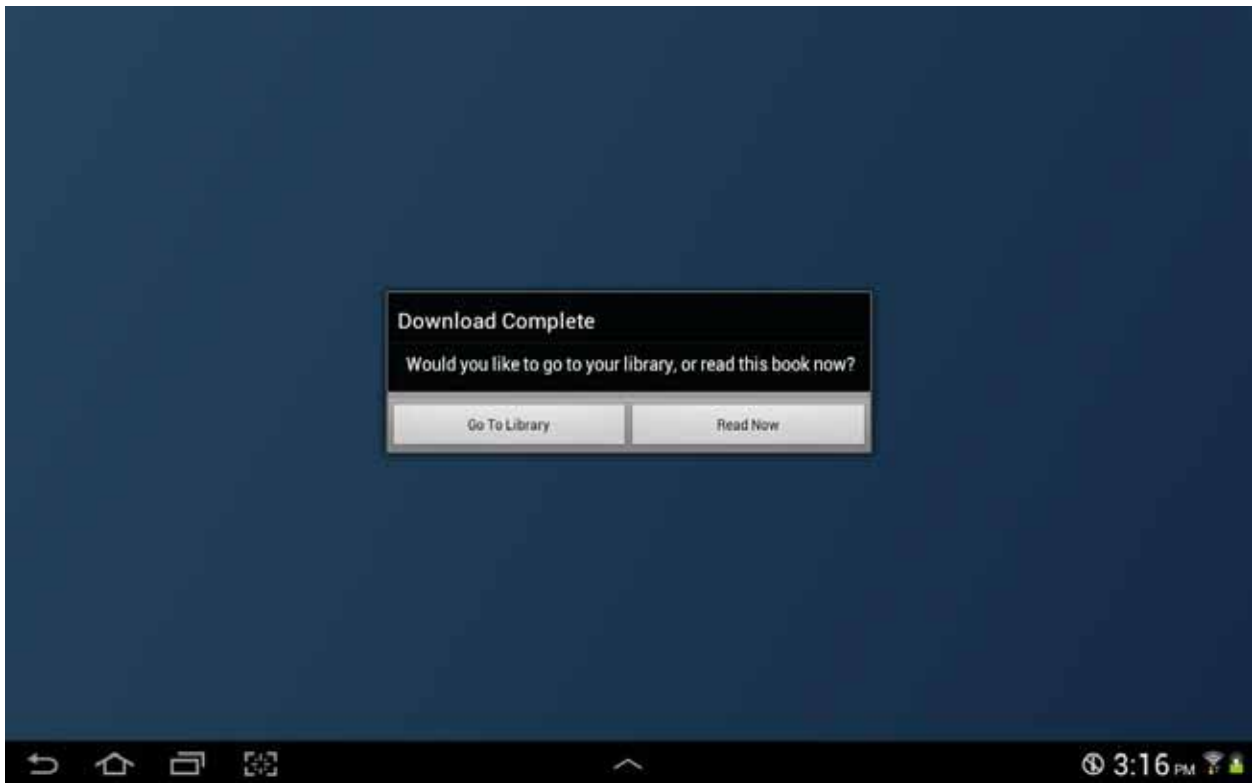 Download Complete
Would you like to go to your library, or read this book now?
Go To Library
Read Now
3:16 PM